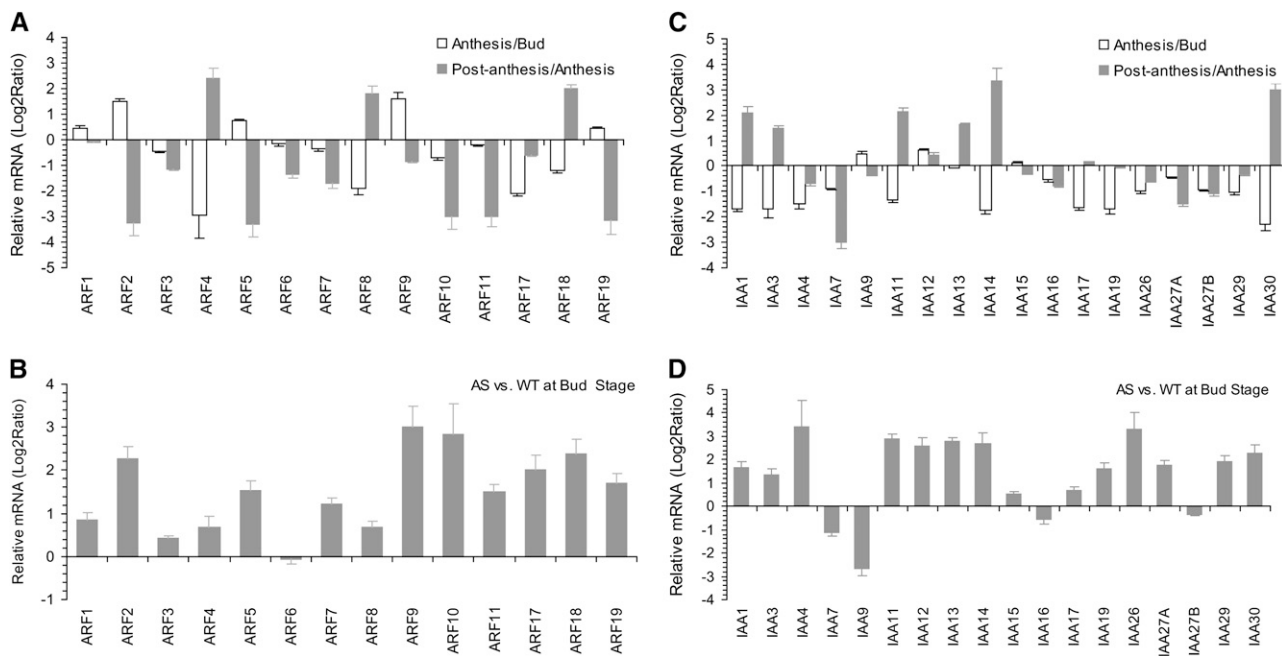 A
Relative mRNA (Log2Ratio)
4
3
2
1
0
-1
-2
-3
-4
-5
Anthesis/Bud
Post-anthesis/Anthesis
ARF1
ARF2
ARF3
ARF4
ARF5
ARF6
ARF7
ARF8
ARF9
ARF10
ARF11
ARF17
ARF18
ARF19
C
Relative mRNA (Log2Ratio)
5
4
3
2
1
0
-1
-2
-3
-4
Anthesis/Bud
Post-anthesis/Anthesis
IAA1
IAA3
IAA4
IAA7
IAA9
IAA11
IAA12
IAA13
IAA14
IAA15
IAA16
IAA17
IAA19
IAA26
IAA27A
IAA27B
IAA29
IAA30
B
Relative mRNA (Log2Ratio)
4
3
2
1
0
-1
AS vs. WT at Bud Stage
ARF1
ARF2
ARF3
ARF4
ARF5
ARF6
ARF7
ARF8
ARF9
ARF10
ARF11
ARF17
ARF18
ARF19
D
Relative mRNA (Log2Ratio)
5
4
3
2
1
0
-1
-2
-3
-4
AS vs. WT at Bud Stage
IAA1
IAA3
IAA4
IAA7
IAA9
IAA11
IAA12
IAA13
IAA14
IAA15
IAA16
IAA17
IAA19
IAA26
IAA27A
IAA27B
IAA29
IAA30